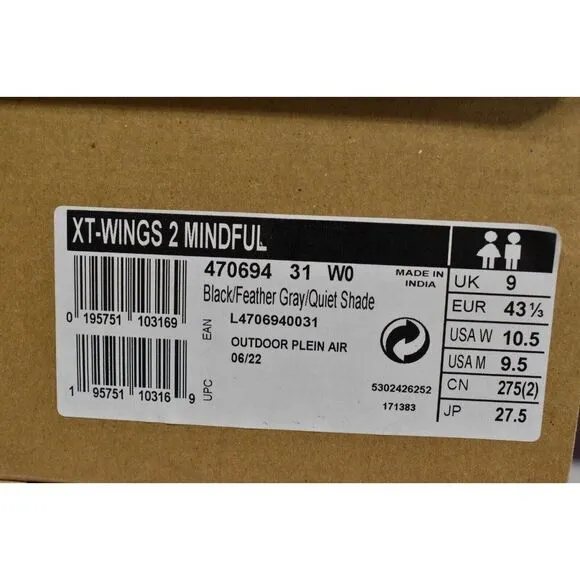 XT-WINGS 2 MINDFUL
470694 31 W0
MADE IN
INDIA
Black/Feather Gray/Quiet Shade
L4706940031
OUTDOOR PLEIN AIR
06/22
EAN
0 195751 103169
UPC
1 95751 10316 9
5302426252
171383
UK 9
EUR 43⅓
USA W 10.5
USA M 9.5
CN 275(2)
JP 27.5